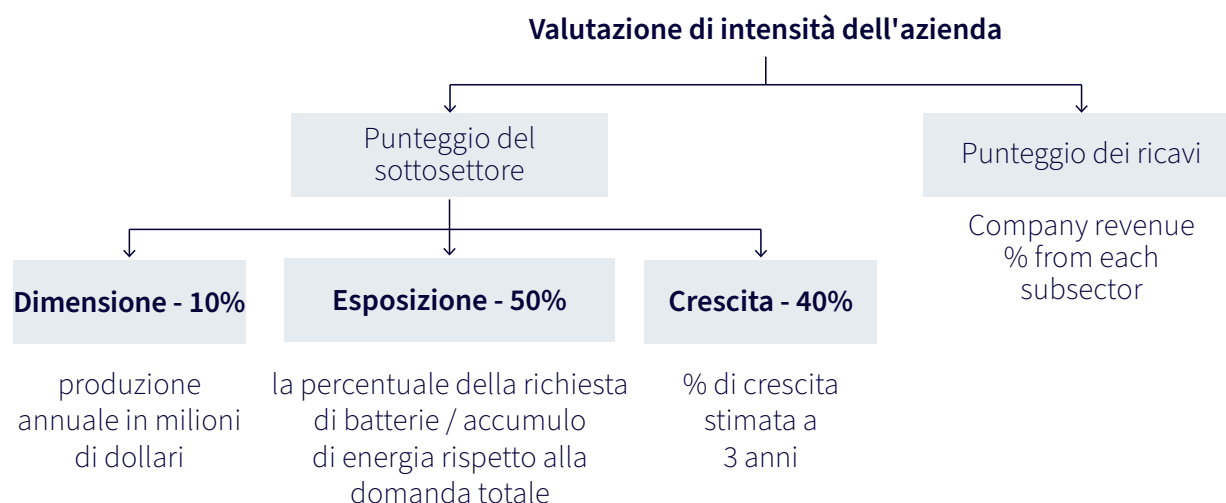 Valutazione di intensità dell'azienda
Punteggio del
sottosettore
Punteggio dei ricavi
Company revenue
% from each
subsector
Dimensione - 10%
Esposizione - 50%
Crescita - 40%
produzione
annuale in milioni
di dollari
la percentuale della richiesta
di batterie / accumulo
di energia rispetto alla
domanda totale
% di crescita
stimata a
3 anni